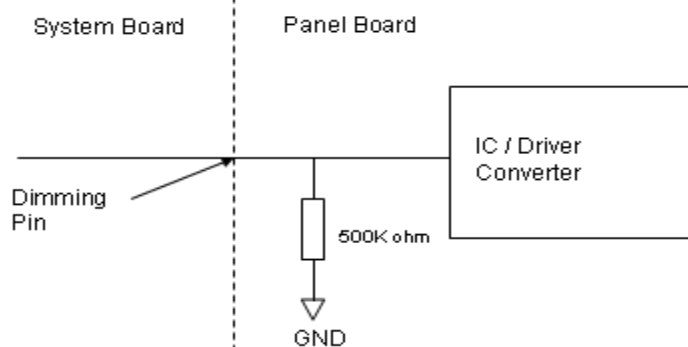 System Board
Panel Board
IC / Driver
Converter
Dimming
Pin
500K ohm
GND